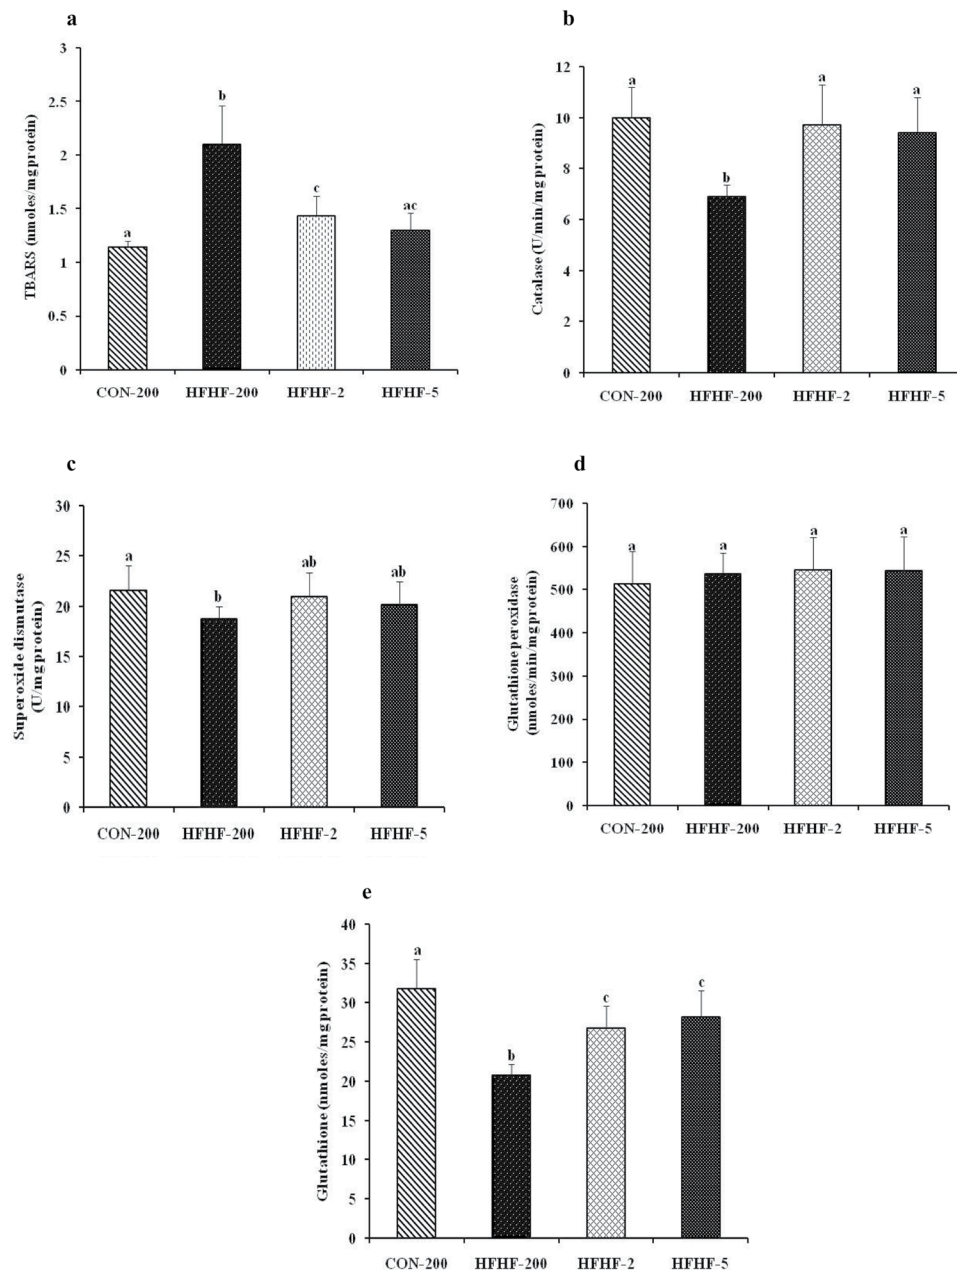 a
TBARS (nmoles/mg protein)
3
2.5
2
1.5
1
0.5
0
a
b
c
ac
CON-200 HFHF-200 HFHF-2 HFHF-5
b
Catalase (U/min/mg protein)
12
10
8
6
4
2
0
a
b
a
a
CON-200 HFHF-200 HFHF-2 HFHF-5
c
Superoxide dismutase
(U/mg protein)
30
25
20
15
10
5
0
a
b
ab
ab
CON-200 HFHF-200 HFHF-2 HFHF-5
d
Glutathione peroxidase
(nmoles/min/mg protein)
700
600
500
400
300
200
100
0
a
a
a
a
CON-200 HFHF-200 HFHF-2 HFHF-5
e
Glutathione (nmoles/mg protein)
40
35
30
25
20
15
10
5
0
a
b
c
c
CON-200 HFHF-200 HFHF-2 HFHF-5